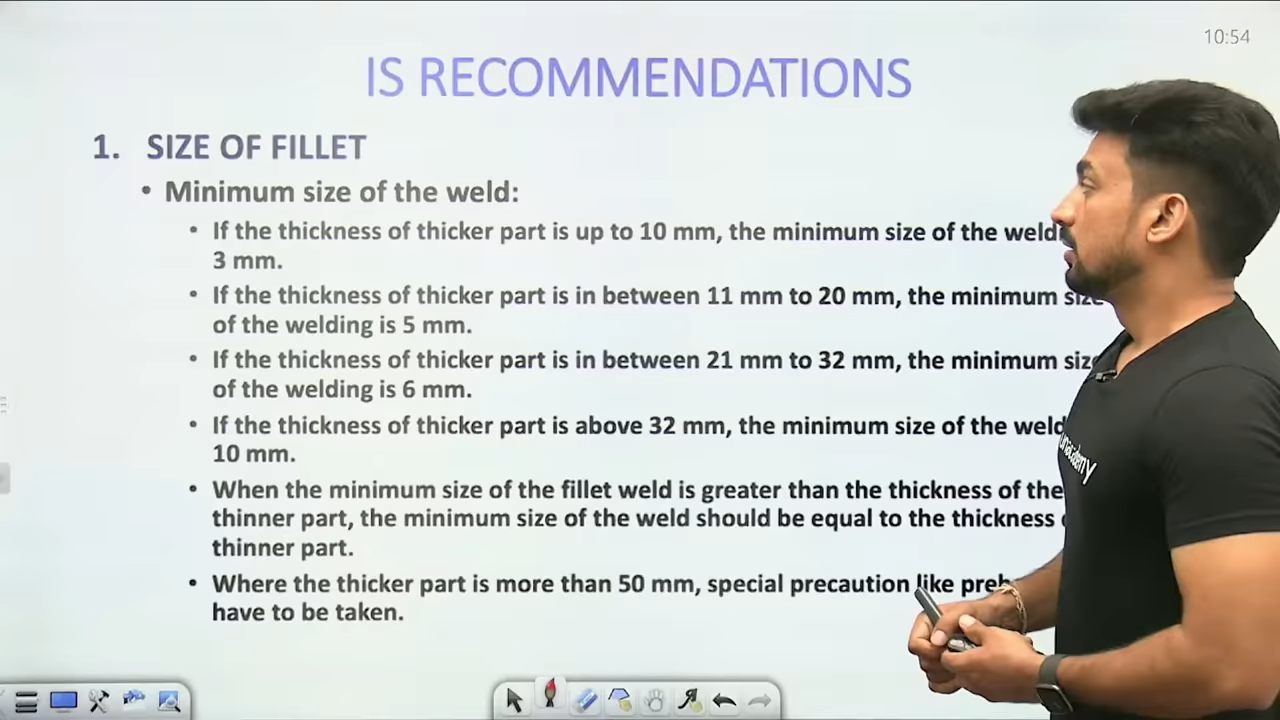 10:54
IS RECOMMENDATIONS
1. SIZE OF FILLET
• Minimum size of the weld:
• If the thickness of thicker part is up to 10 mm, the minimum size of the weld
3 mm.
• If the thickness of thicker part is in between 11 mm to 20 mm, the minimum size
of the welding is 5 mm.
• If the thickness of thicker part is in between 21 mm to 32 mm, the minimum size
of the welding is 6 mm.
• If the thickness of thicker part is above 32 mm, the minimum size of the weld
10 mm.
• When the minimum size of the fillet weld is greater than the thickness of the
thinner part, the minimum size of the weld should be equal to the thickness
thinner part.
• Where the thicker part is more than 50 mm, special precaution like
have to be taken.
unacademy